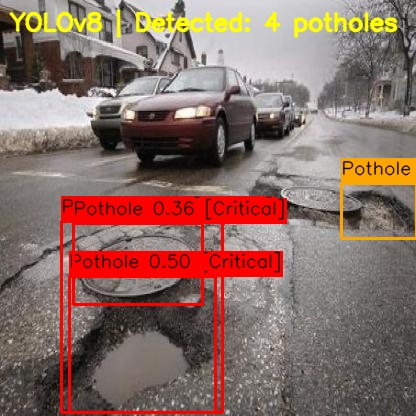 YOLOv8 | Detected: 4 potholes
Pothole
PPothole 0.36 [Critical]
Pothole 0.50 [Critical]